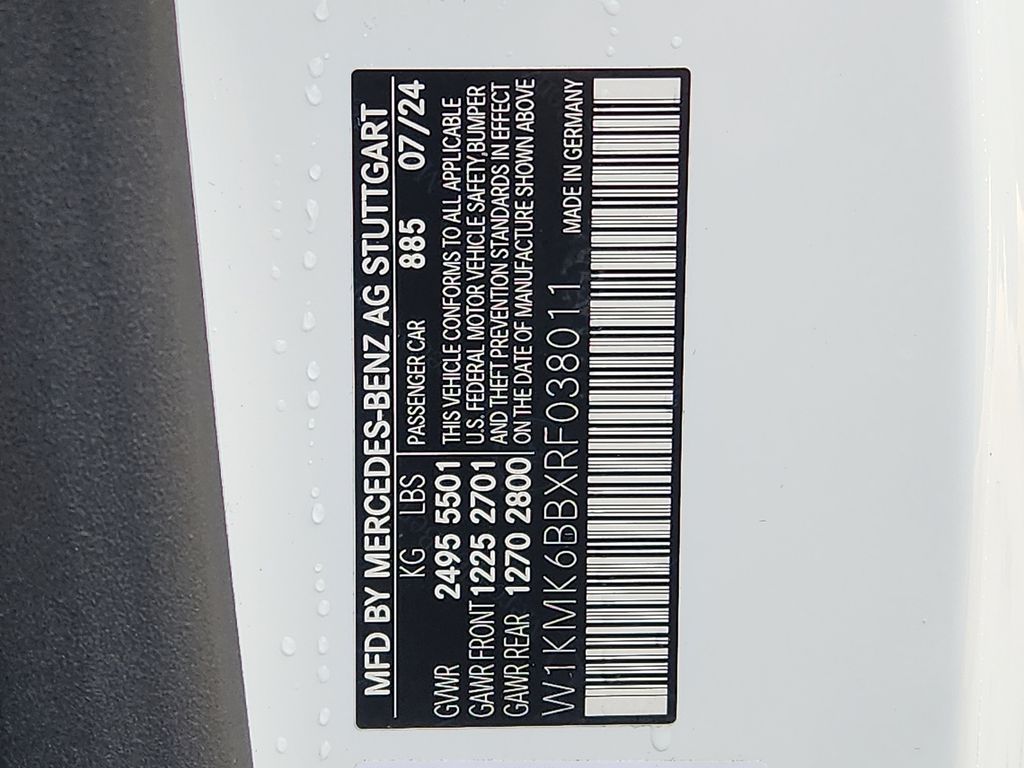 MFD BY MERCEDES-BENZ AG STUTTGART
KG LBS PASSENGER CAR 885 07/24
GVWR 2495 5501
GAWR FRONT 1225 2701
GAWR REAR 1270 2800
THIS VEHICLE CONFORMS TO ALL APPLICABLE
U.S. FEDERAL MOTOR VEHICLE SAFETY,BUMPER
AND THEFT PREVENTION STANDARDS IN EFFECT
ON THE DATE OF MANUFACTURE SHOWN ABOVE
W1KMK6BBXRF038011 MADE IN GERMANY